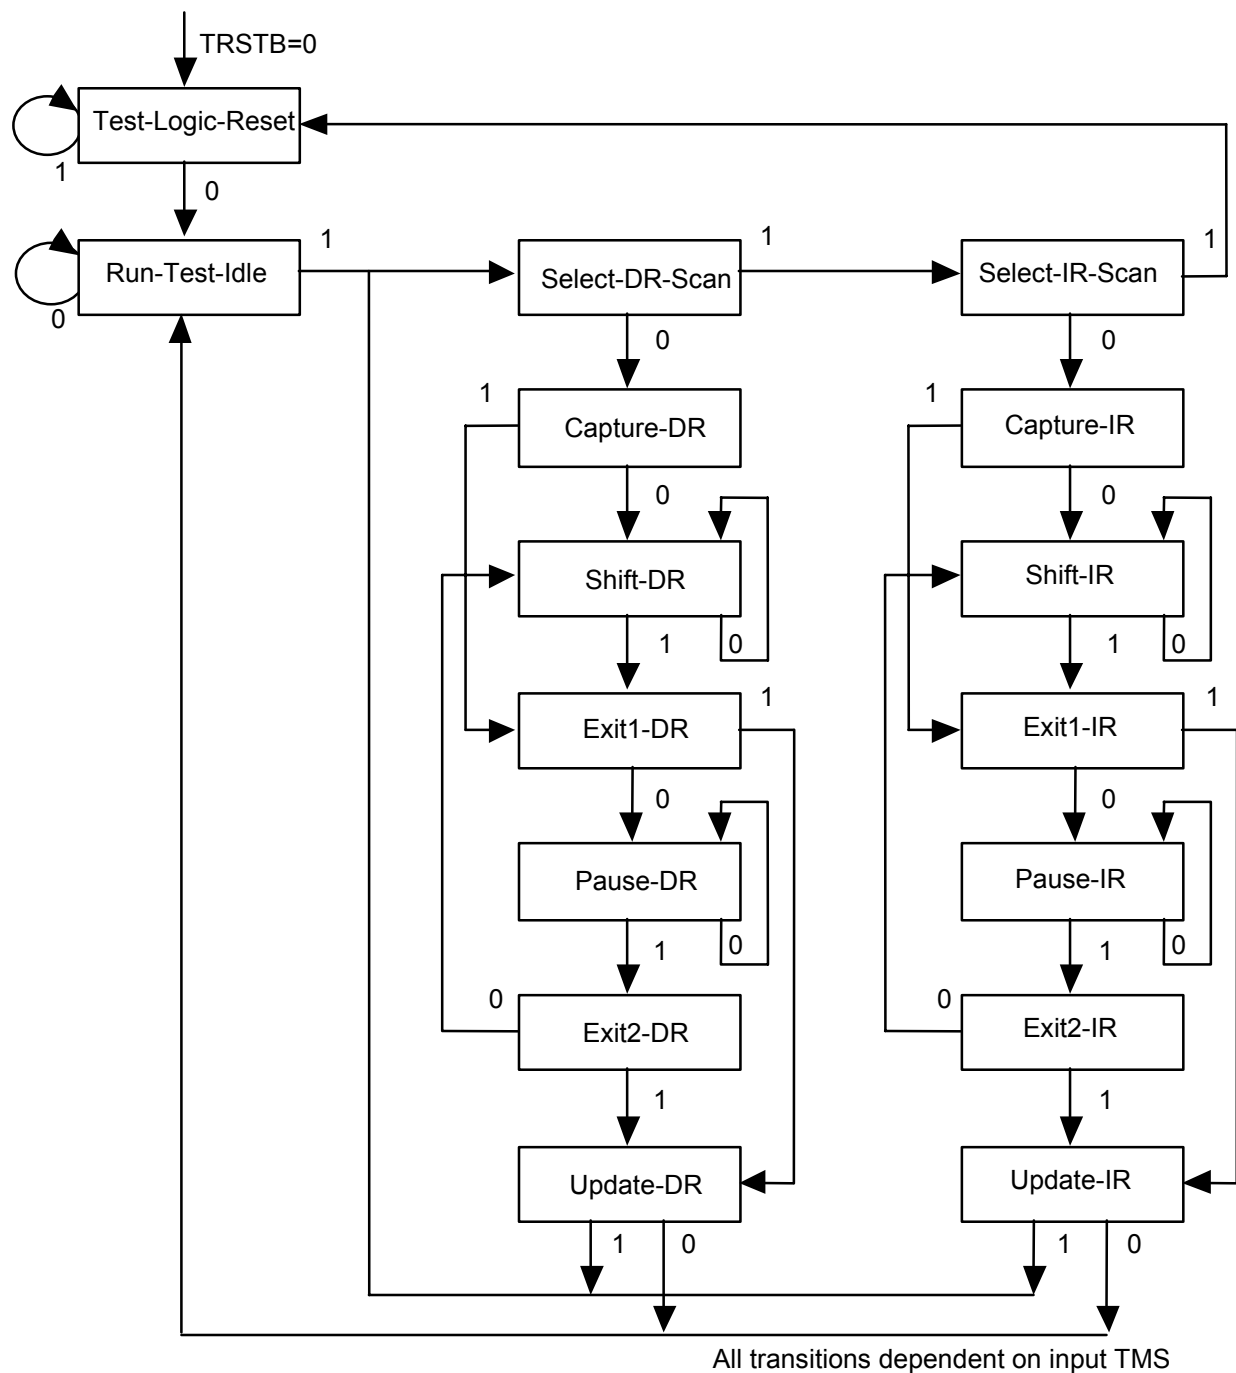 TRSTB=0
Test-Logic-Reset
1
0
Run-Test-Idle
0
1
Select-DR-Scan
1
Select-IR-Scan
1
0
0
1
Capture-DR
1
Capture-IR
0
0
Shift-DR
Shift-IR
1
0
1
0
Exit1-DR
1
Exit1-IR
1
0
0
Pause-DR
Pause-IR
1
0
1
0
0
Exit2-DR
0
Exit2-IR
1
1
Update-DR
Update-IR
1
0
1
0
All transitions dependent on input TMS